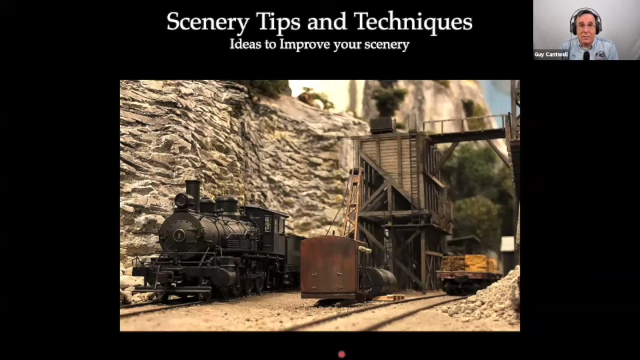 Scenery Tips and Techniques
Ideas to Improve your scenery
Guy Cantwell